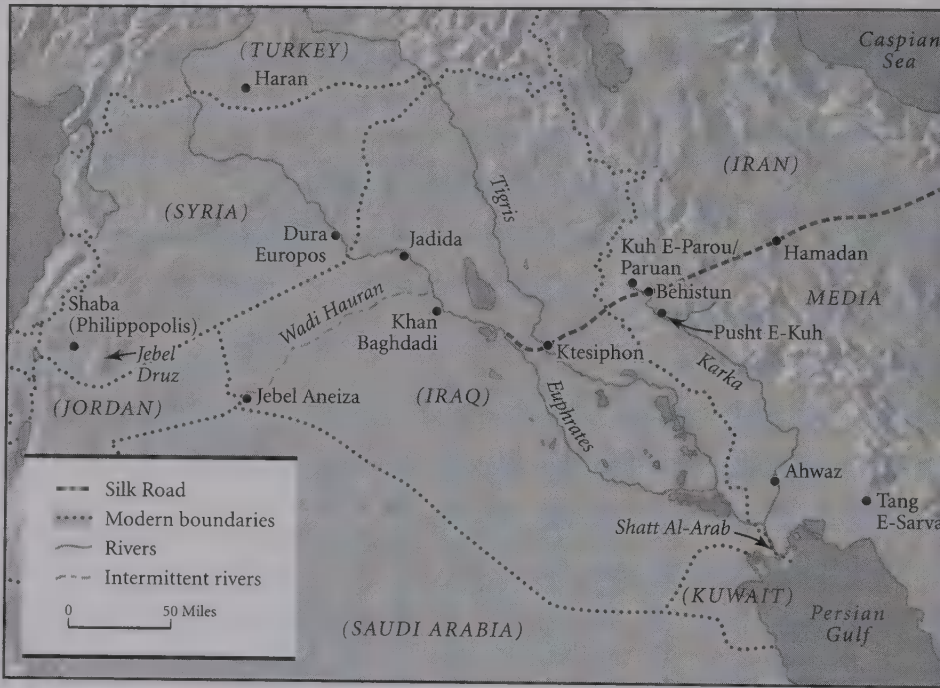 (TURKEY)
Haran
Caspian
Sea
(IRAN)
Tigris
(SYRIA)
Dura
Europos
Jadida
Kuh E-Parou/
Paruan
Hamadan
Behistun
MEDIA
Wadi Hauran
Shaba
(Philippopolis)
Khan
Baghdadi
Pusht E-Kuh
Jebel
Druz
Ktesiphon
Karka
(JORDAN)
Jebel Aneiza
(IRAQ)
Euphrates
Ahwaz
Tang
E-Sarva
Shatt Al-Arab
(KUWAIT)
Persian
Gulf
(SAUDI ARABIA)
Silk Road
Modern boundaries
Rivers
Intermittent rivers
0 50 Miles